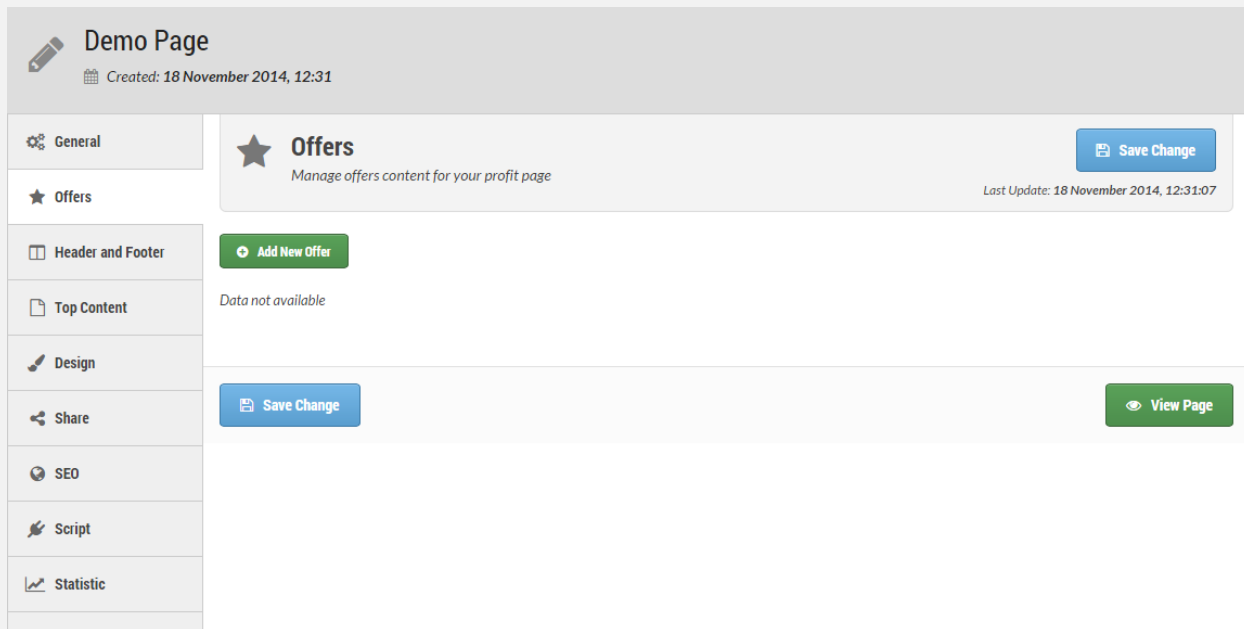 Demo Page
Created: 18 November 2014, 12:31
General
Offers
Header and Footer
Top Content
Design
Share
SEO
Script
Statistic
Offers
Manage offers content for your profit page
Save Change
Last Update: 18 November 2014, 12:31:07
Add New Offer
Data not available
Save Change
View Page